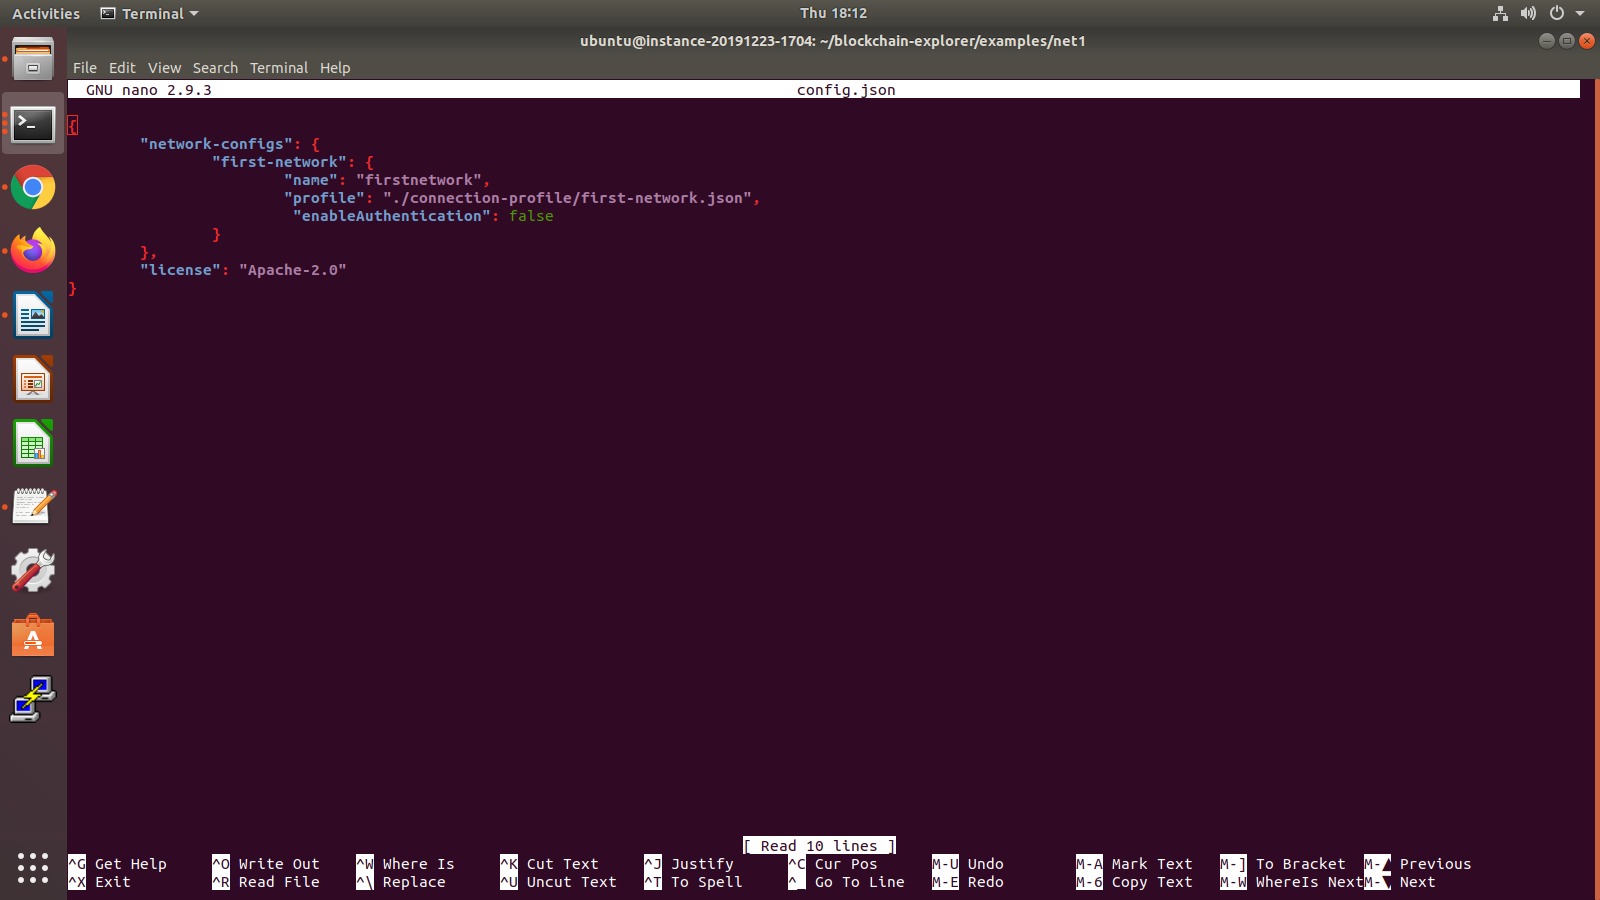 Activities Terminal Thu 18:12
ubuntu@instance-20191223-1704: ~/blockchain-explorer/examples/net1
File Edit View Search Terminal Help
GNU nano 2.9.3 config.json
{
"network-configs": {
"first-network": {
"name": "firstnetwork",
"profile": "./connection-profile/first-network.json",
"enableAuthentication": false
}
},
"license": "Apache-2.0"
}
[ Read 10 lines ]
^G Get Help ^O Write Out ^W Where Is ^K Cut Text ^J Justify ^C Cur Pos M-U Undo M-A Mark Text M-] To Bracket M-▲ Previous
^X Exit ^R Read File ^\ Replace ^U Uncut Text ^T To Spell ^_ Go To Line M-E Redo M-6 Copy Text M-W WhereIs Next M-▼ Next